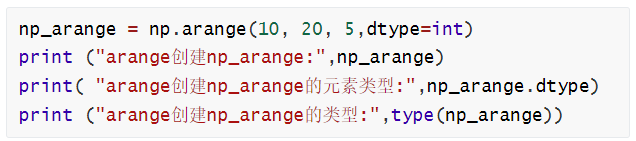 np_arange = np.arange(10, 20, 5,dtype=int)
print ("arange创建np_arange:",np_arange)
print( "arange创建np_arange的元素类型:",np_arange.dtype)
print ("arange创建np_arange的类型:",type(np_arange))